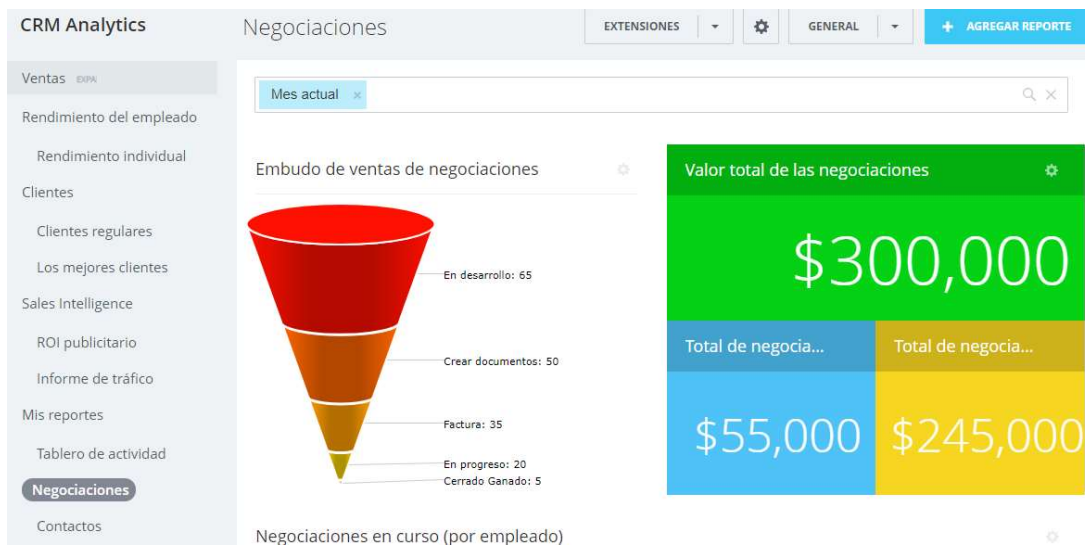 CRM Analytics
Negociaciones
EXTENSIONES
GENERAL
+ AGREGAR REPORTE
Ventas
Mes actual ×
Rendimiento del empleado
Rendimiento individual
Clientes
Clientes regulares
Los mejores clientes
Sales Intelligence
ROI publicitario
Informe de tráfico
Mis reportes
Tablero de actividad
Negociaciones
Contactos
Embudo de ventas de negociaciones
En desarrollo: 65
Crear documentos: 50
Factura: 35
En progreso: 20
Cerrado Ganado: 5
Valor total de las negociaciones
$300,000
Total de negocia...
$55,000
Total de negocia...
$245,000
Negociaciones en curso (por empleado)